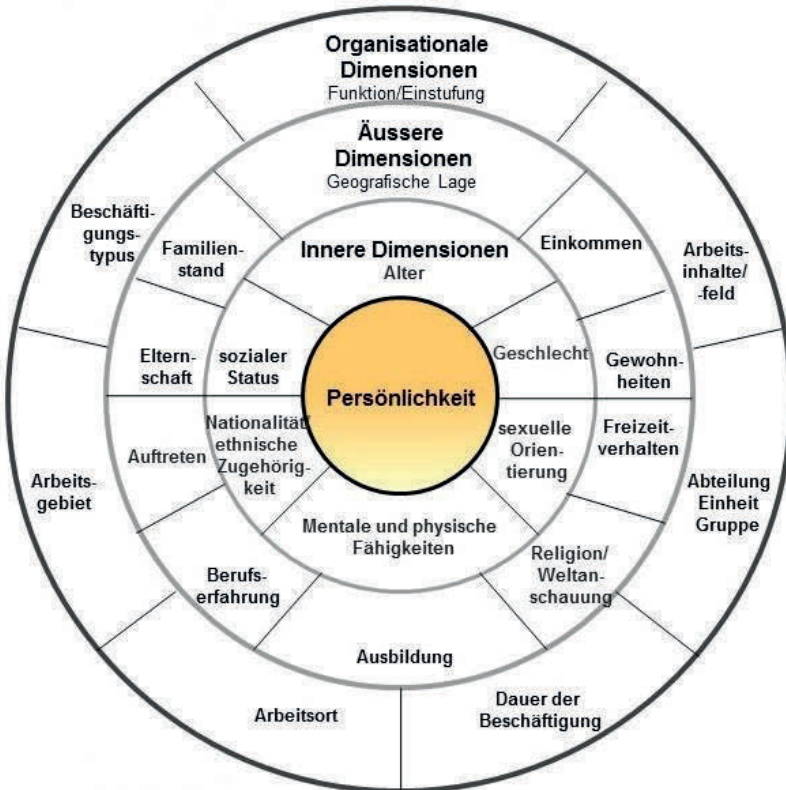 Organisationale
Dimensionen
Funktion/Einstufung
Äussere
Dimensionen
Geografische Lage
Innere Dimensionen
Alter
Persönlichkeit
Geschlecht
sexuelle
Orien-
tierung
Mentale und physische
Fähigkeiten
Nationalität/
ethnische
Zugehörig-
keit
sozialer
Status
Einkommen
Gewohn-
heiten
Freizeit-
verhalten
Religion/
Weltan-
schauung
Ausbildung
Berufs-
erfahrung
Auftreten
Eltern-
schaft
Familien-
stand
Arbeits-
inhalte/
-feld
Abteilung
Einheit
Gruppe
Dauer der
Beschäftigung
Arbeitsort
Arbeits-
gebiet
Beschäfti-
gungs-
typus